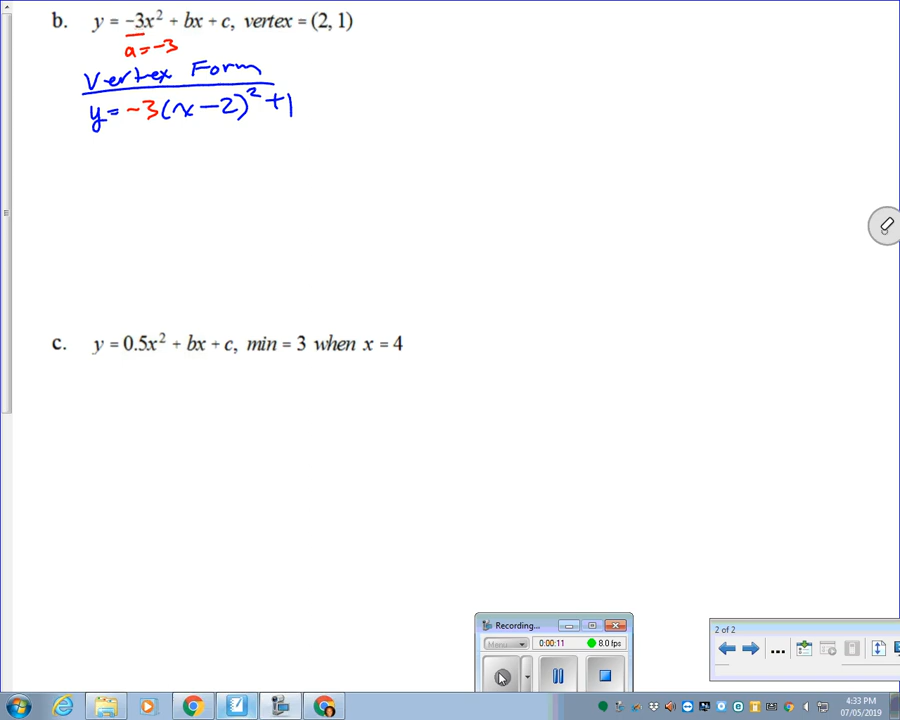 b. y = -3x² + bx + c, vertex = (2, 1)
a = -3
Vertex Form
y = -3(x - 2)² + 1
c. y = 0.5x² + bx + c, min = 3 when x = 4
Recording...
Menu
0:00:11
8.0 fps
2 of 2
...
4:33 PM
07/05/2019